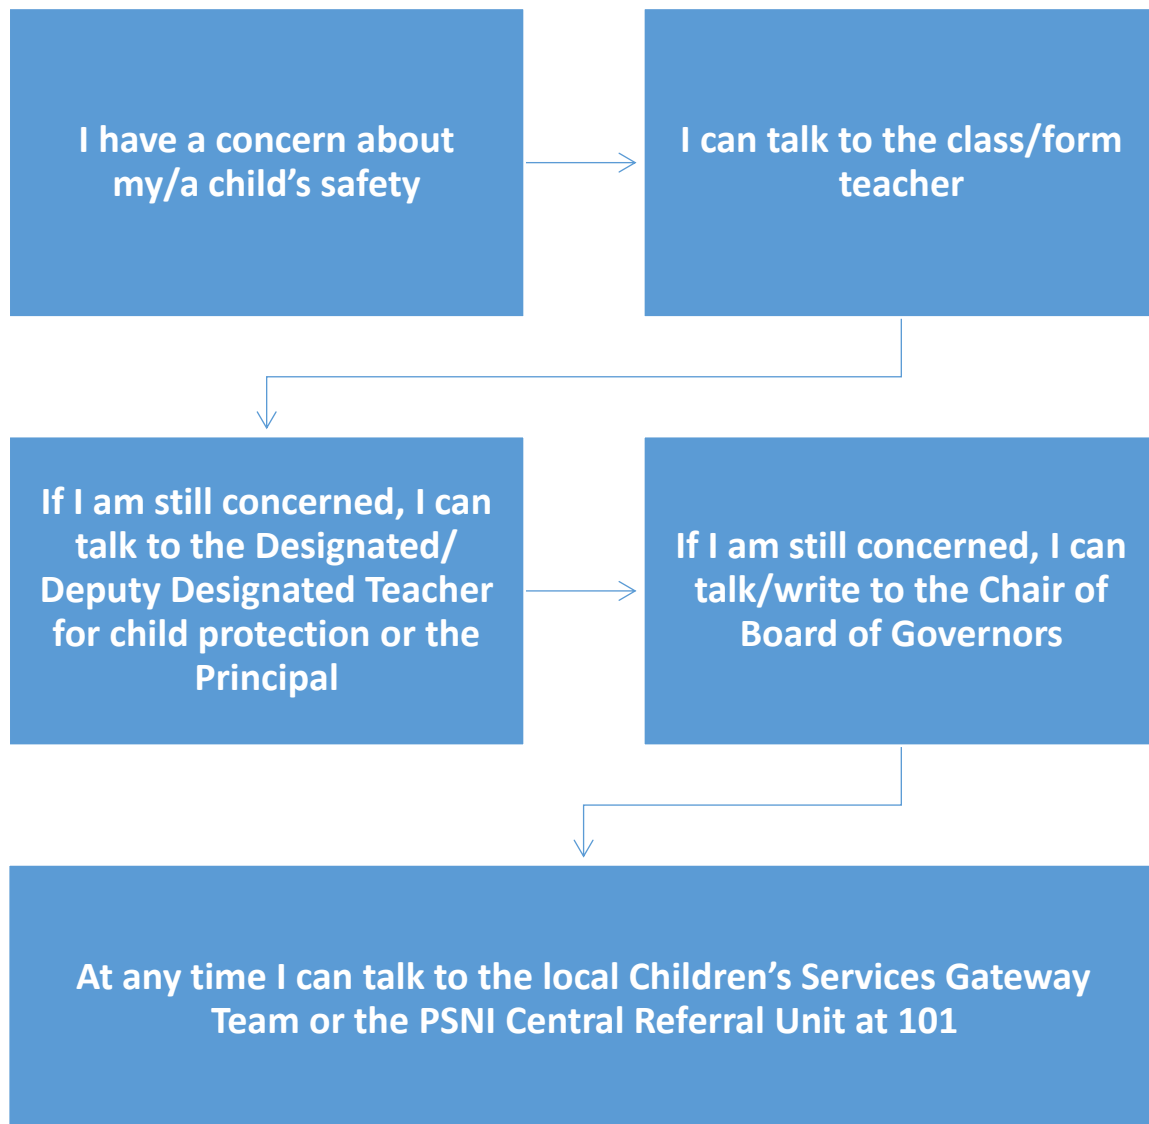 I have a concern about
my/a child’s safety
I can talk to the class/form
teacher
If I am still concerned, I can
talk to the Designated/
Deputy Designated Teacher
for child protection or the
Principal
If I am still concerned, I can
talk/write to the Chair of
Board of Governors
At any time I can talk to the local Children’s Services Gateway
Team or the PSNI Central Referral Unit at 101